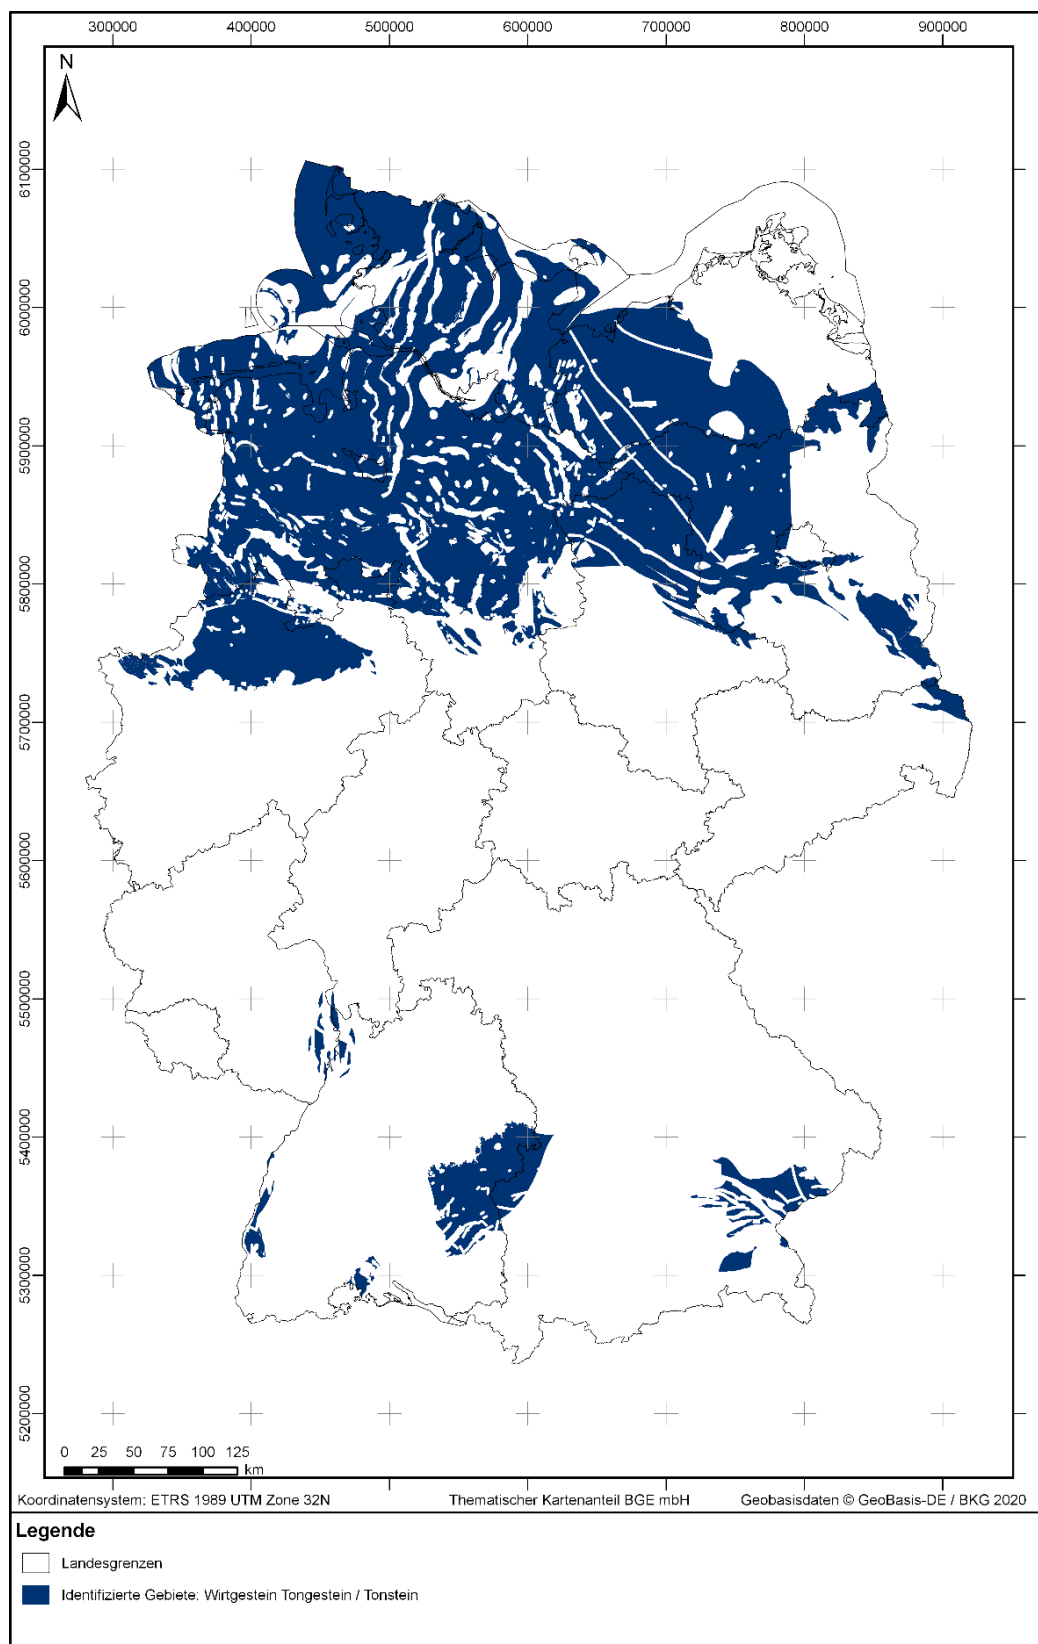 300000 400000 500000 600000 700000 800000 900000
N
6100000
6000000
5900000
5800000
5700000
5600000
5500000
5400000
5300000
5200000
0 25 50 75 100 125
km
Koordinatensystem: ETRS 1989 UTM Zone 32N Thematischer Kartenanteil BGE mbH Geobasisdaten © GeoBasis-DE / BKG 2020
Legende
Landesgrenzen
Identifizierte Gebiete: Wirtgestein Tongestein / Tonstein